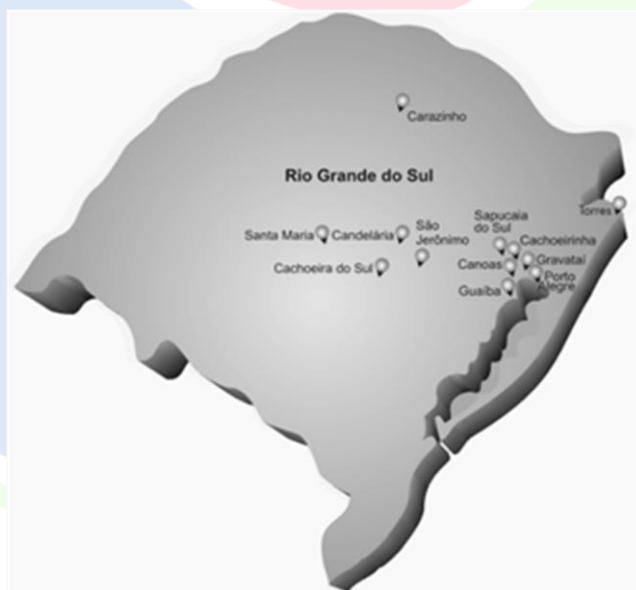 Carazinho
Rio Grande do Sul
Torres
Santa Maria
Candelária
São
Jerônimo
Sapucaia
do Sul
Cachoeirinha
Cachoeira do Sul
Canoas
Gravataí
Porto
Alegre
Guaíba